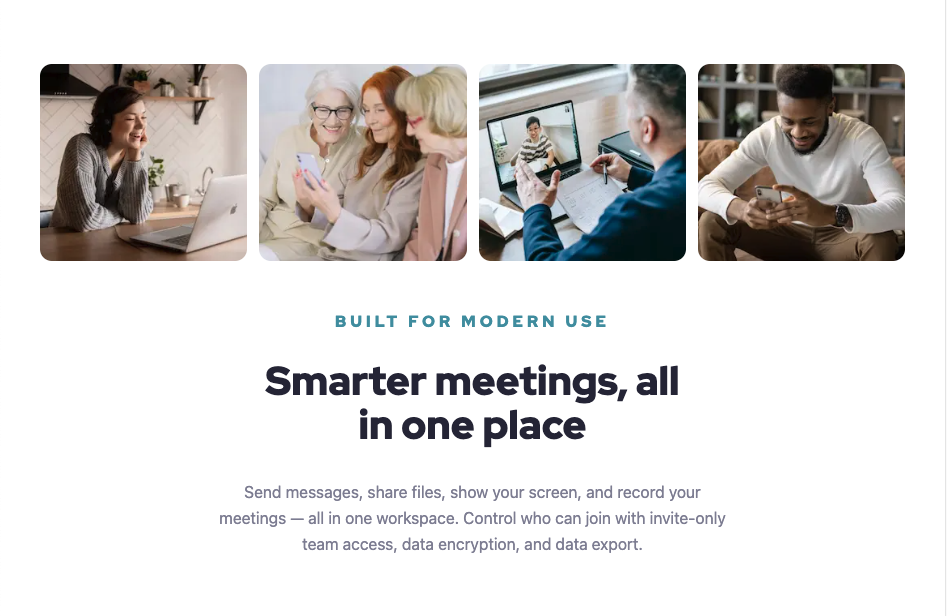 BUILT FOR MODERN USE
Smarter meetings, all
in one place
Send messages, share files, show your screen, and record your
meetings — all in one workspace. Control who can join with invite-only
team access, data encryption, and data export.